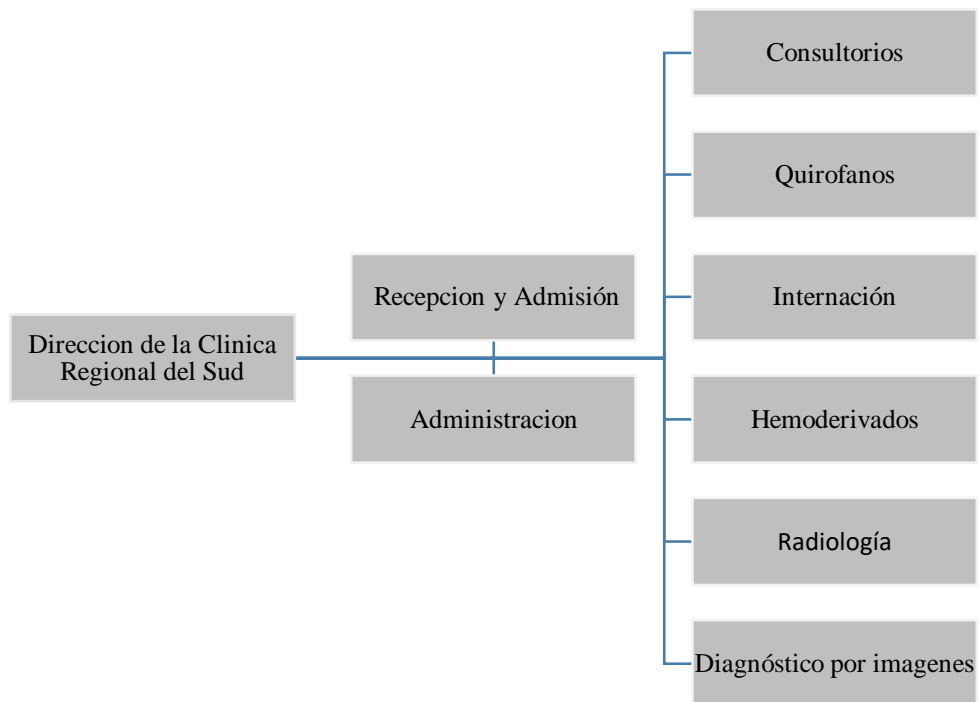 Direccion de la Clinica
Regional del Sud
Recepcion y Admisión
Administracion
Consultorios
Quirofanos
Internación
Hemoderivados
Radiología
Diagnóstico por imagenes